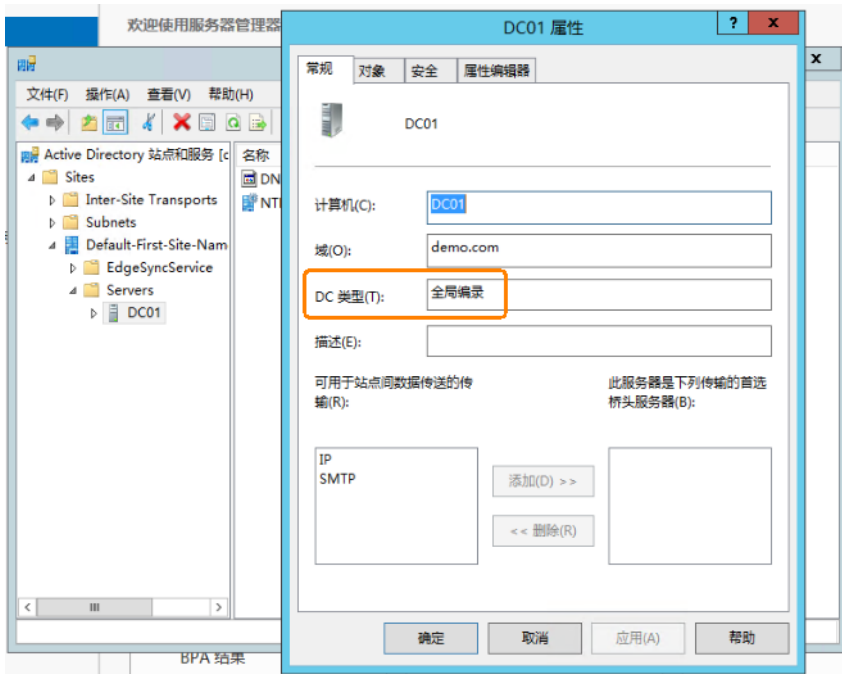 欢迎使用服务器管理器
DC01 属性
?
x
x
文件(F) 操作(A) 查看(V) 帮助(H)
Active Directory 站点和服务 [c
Sites
Inter-Site Transports
Subnets
Default-First-Site-Nam
EdgeSyncService
Servers
DC01
名称
DN
NT
常规 对象 安全 属性编辑器
DC01
计算机(C):
DC01
域(O):
demo.com
DC 类型(T):
全局编录
描述(E):
可用于站点间数据传送的传
输(R):
此服务器是下列传输的首选
桥头服务器(B):
IP
SMTP
添加(D) >>
<< 删除(R)
确定 取消 应用(A) 帮助
BPA 结果